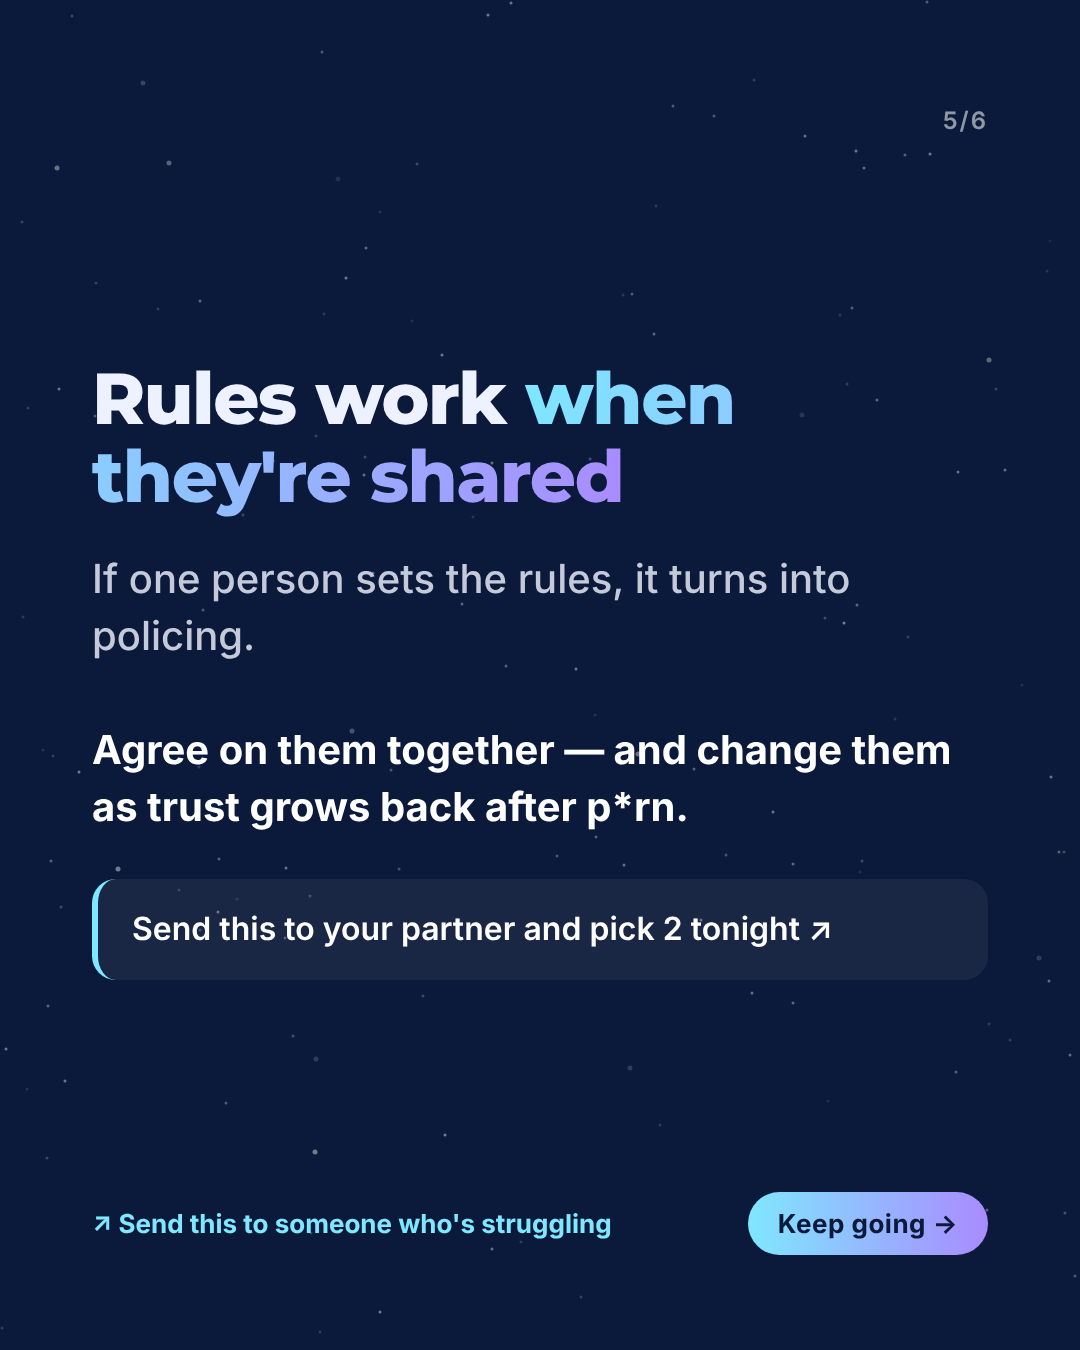 5/6
Rules work when
they're shared
If one person sets the rules, it turns into
policing.
Agree on them together — and change them
as trust grows back after p*rn.
Send this to your partner and pick 2 tonight ↗
↗ Send this to someone who's struggling
Keep going →